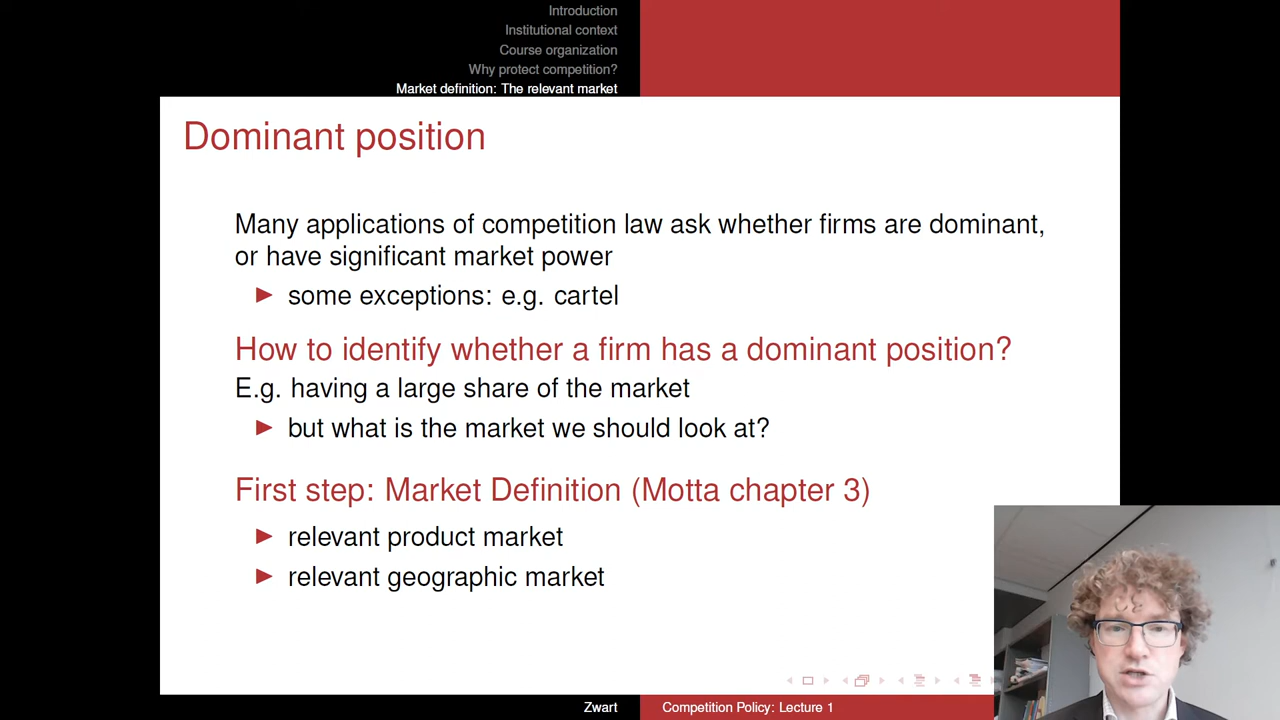 Introduction
Institutional context
Course organization
Why protect competition?
Market definition: The relevant market
Dominant position
Many applications of competition law ask whether firms are dominant,
or have significant market power
some exceptions: e.g. cartel
How to identify whether a firm has a dominant position?
E.g. having a large share of the market
but what is the market we should look at?
First step: Market Definition (Motta chapter 3)
relevant product market
relevant geographic market
Zwart
Competition Policy: Lecture 1